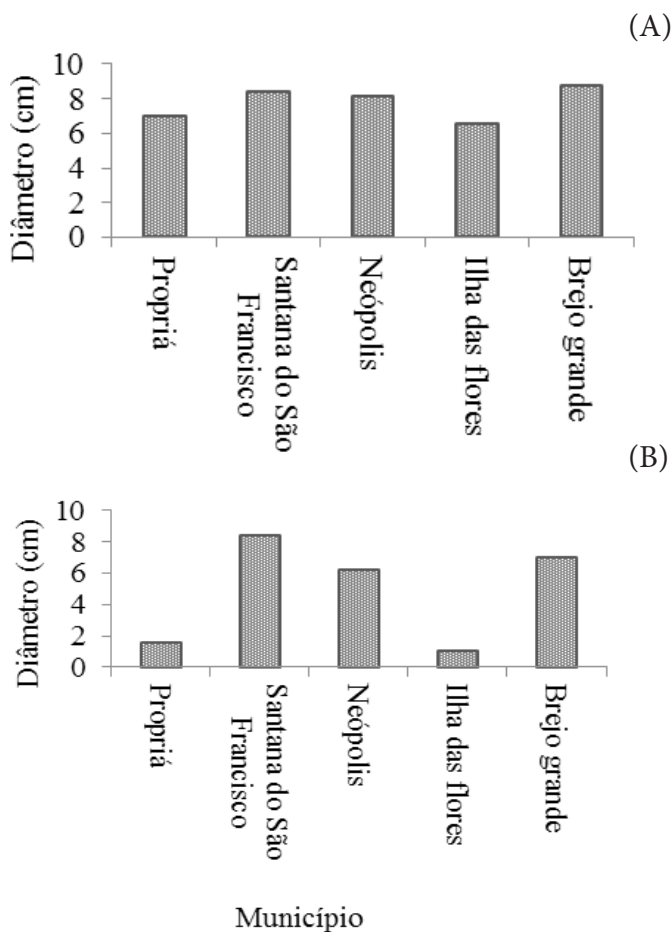 (A)
Diâmetro (cm)
10
8
6
4
2
0
Propriá
Santana do São
Francisco
Neópolis
Ilha das flores
Brejo grande
(B)
Diâmetro (cm)
10
8
6
4
2
0
Propriá
Santana do São
Francisco
Neópolis
Ilha das flores
Brejo grande
Município